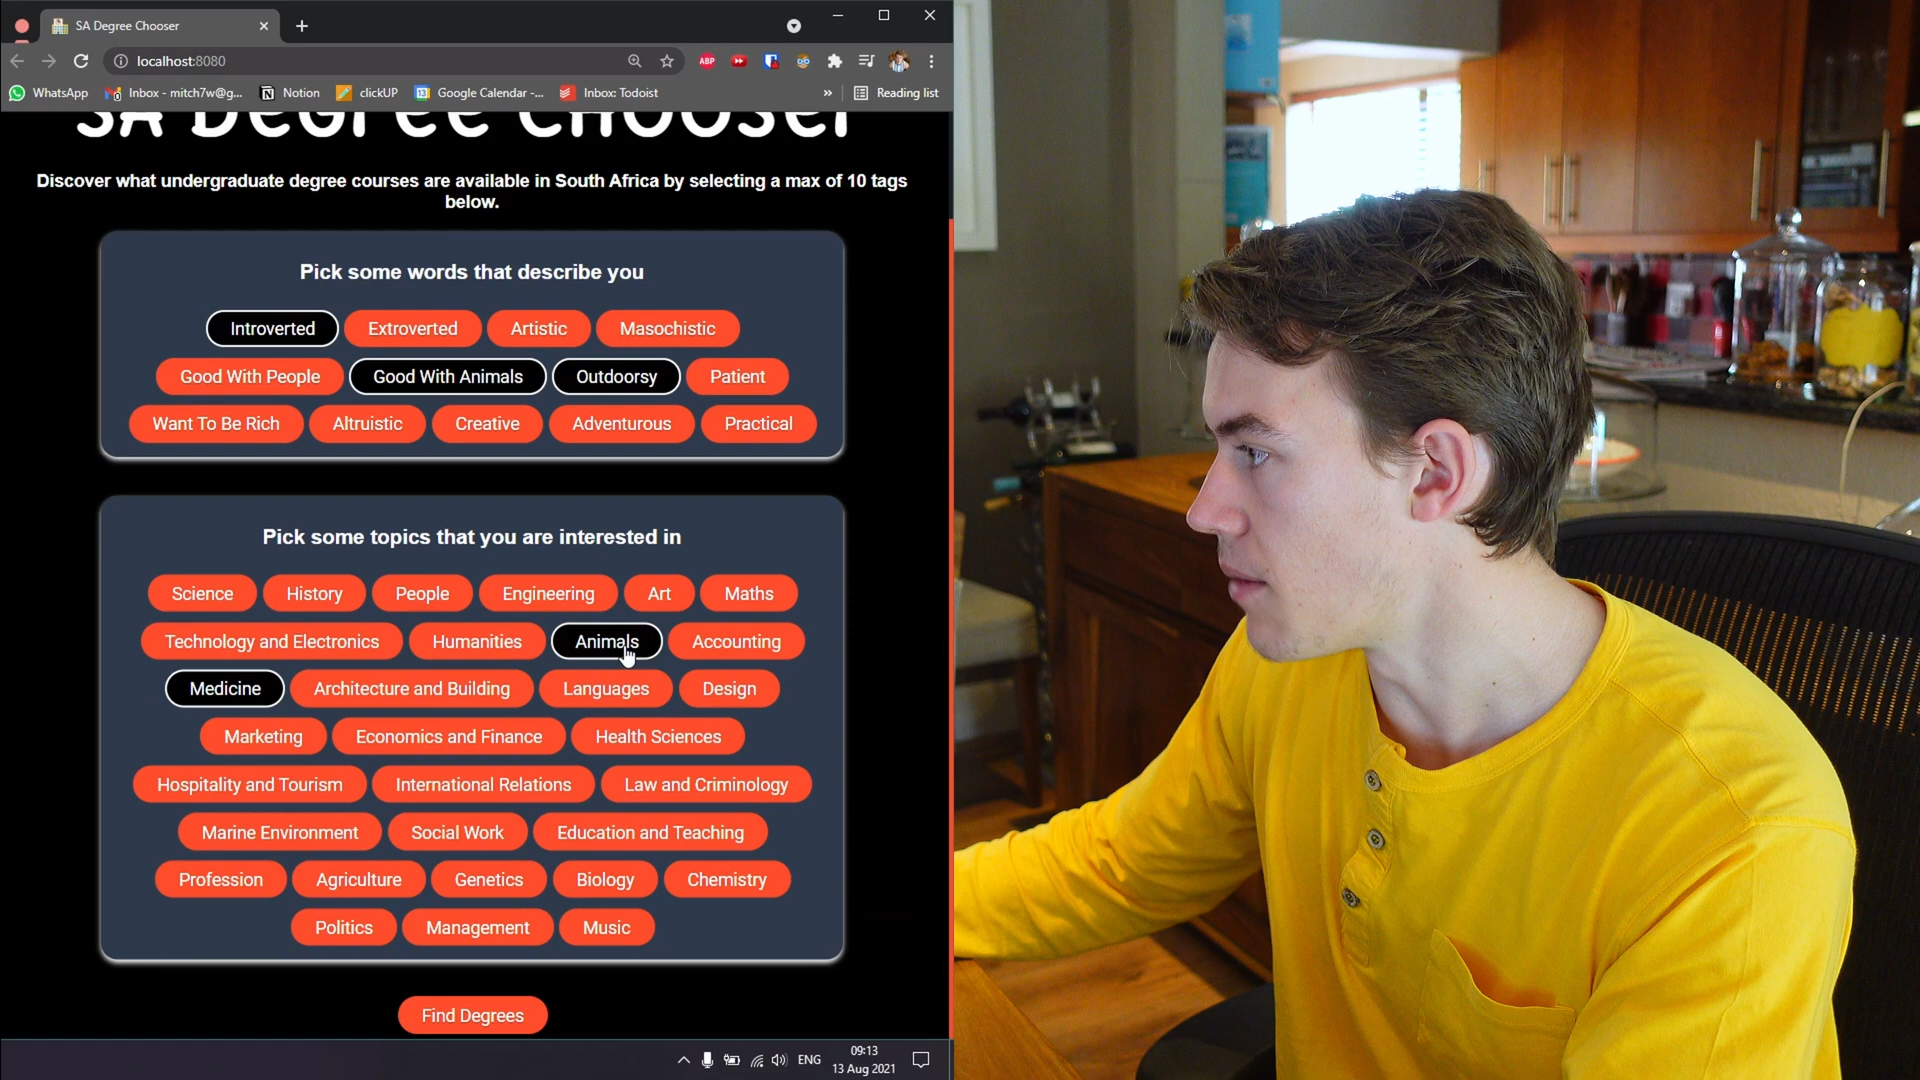 SA Degree Chooser
localhost:8080
ABP
WhatsApp
Inbox - mitch7w@g...
Notion
clickUP
13
Google Calendar -...
Inbox: Todoist
»
Reading list
SA Degree Chooser
Discover what undergraduate degree courses are available in South Africa by selecting a max of 10 tags
below.
Pick some words that describe you
Introverted
Extroverted
Artistic
Masochistic
Good With People
Good With Animals
Outdoorsy
Patient
Want To Be Rich
Altruistic
Creative
Adventurous
Practical
Pick some topics that you are interested in
Science
History
People
Engineering
Art
Maths
Technology and Electronics
Humanities
Animals
Accounting
Medicine
Architecture and Building
Languages
Design
Marketing
Economics and Finance
Health Sciences
Hospitality and Tourism
International Relations
Law and Criminology
Marine Environment
Social Work
Education and Teaching
Profession
Agriculture
Genetics
Biology
Chemistry
Politics
Management
Music
Find Degrees
ENG
09:13
13 Aug 2021